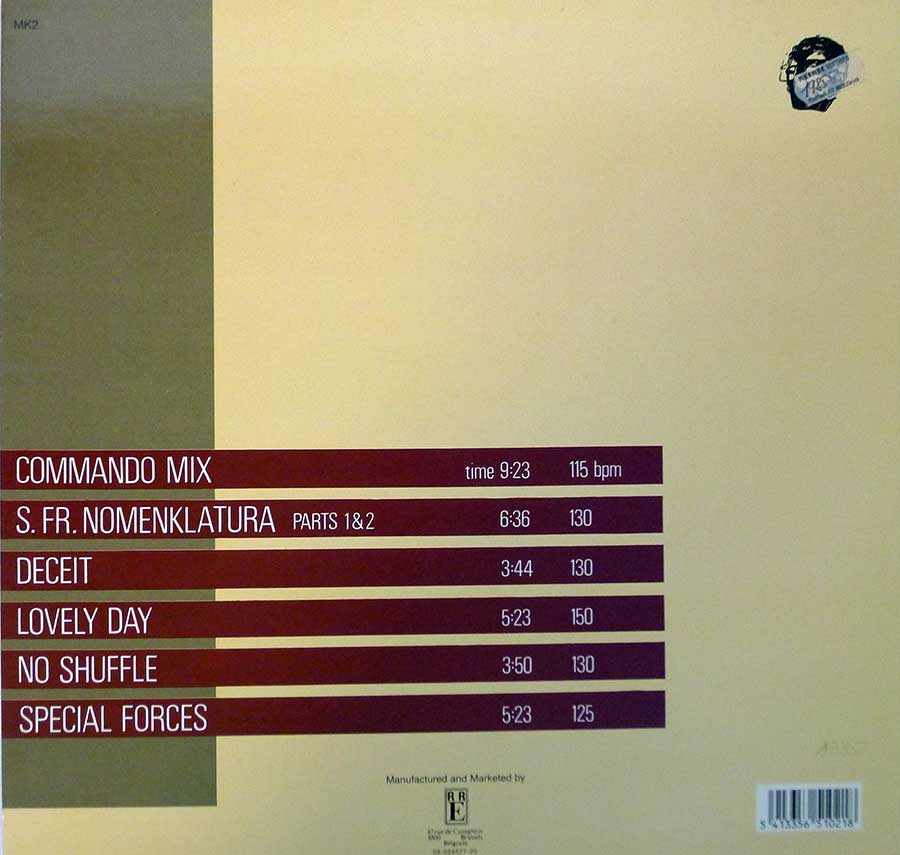 MK2
COMMANDO MIX time 9:23 115 bpm
S. FR. NOMENKLATURA PARTS 1 & 2 6:36 130
DECEIT 3:44 130
LOVELY DAY 5:23 150
NO SHUFFLE 3:50 130
SPECIAL FORCES 5:23 125
Manufactured and Marketed by
R R
E
Brussels
Belgium
5 413356 510218